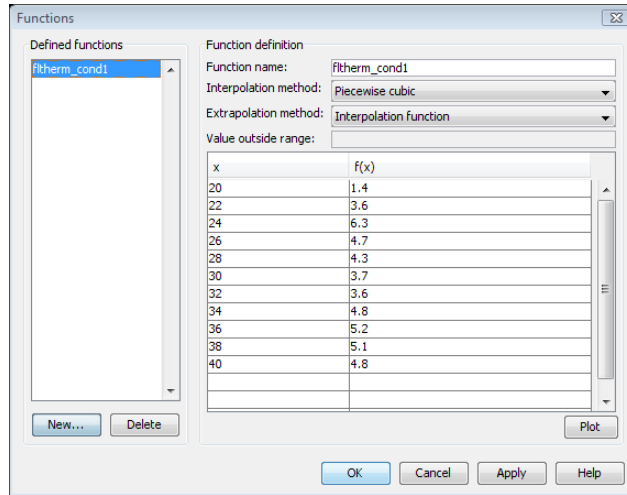 Functions
Defined functions
fltherm_cond1
New...
Delete
Function definition
Function name: fltherm_cond1
Interpolation method: Piecewise cubic
Extrapolation method: Interpolation function
Value outside range:
x f(x)
20 1.4
22 3.6
24 6.3
26 4.7
28 4.3
30 3.7
32 3.6
34 4.8
36 5.2
38 5.1
40 4.8
Plot
OK Cancel Apply Help